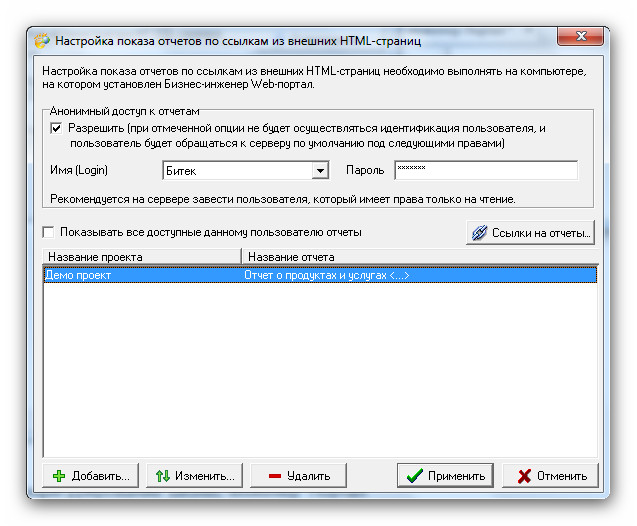 Настройка показа отчетов по ссылкам из внешних HTML-страниц
Настройка показа отчетов по ссылкам из внешних HTML-страниц необходимо выполнять на компьютере,
на котором установлен Бизнес-инженер Web-портал.
Анонимный доступ к отчетам
Разрешить (при отмеченной опции не будет осуществляться идентификация пользователя, и
пользователь будет обращаться к серверу по умолчанию под следующими правами)
Имя (Login) Битек Пароль *******
Рекомендуется на сервере завести пользователя, который имеет права только на чтение.
Показывать все доступные данному пользователю отчеты Ссылки на отчеты...
Название проекта Название отчета
Демо проект Отчет о продуктах и услугах <...>
Добавить... Изменить... Удалить Применить Отменить